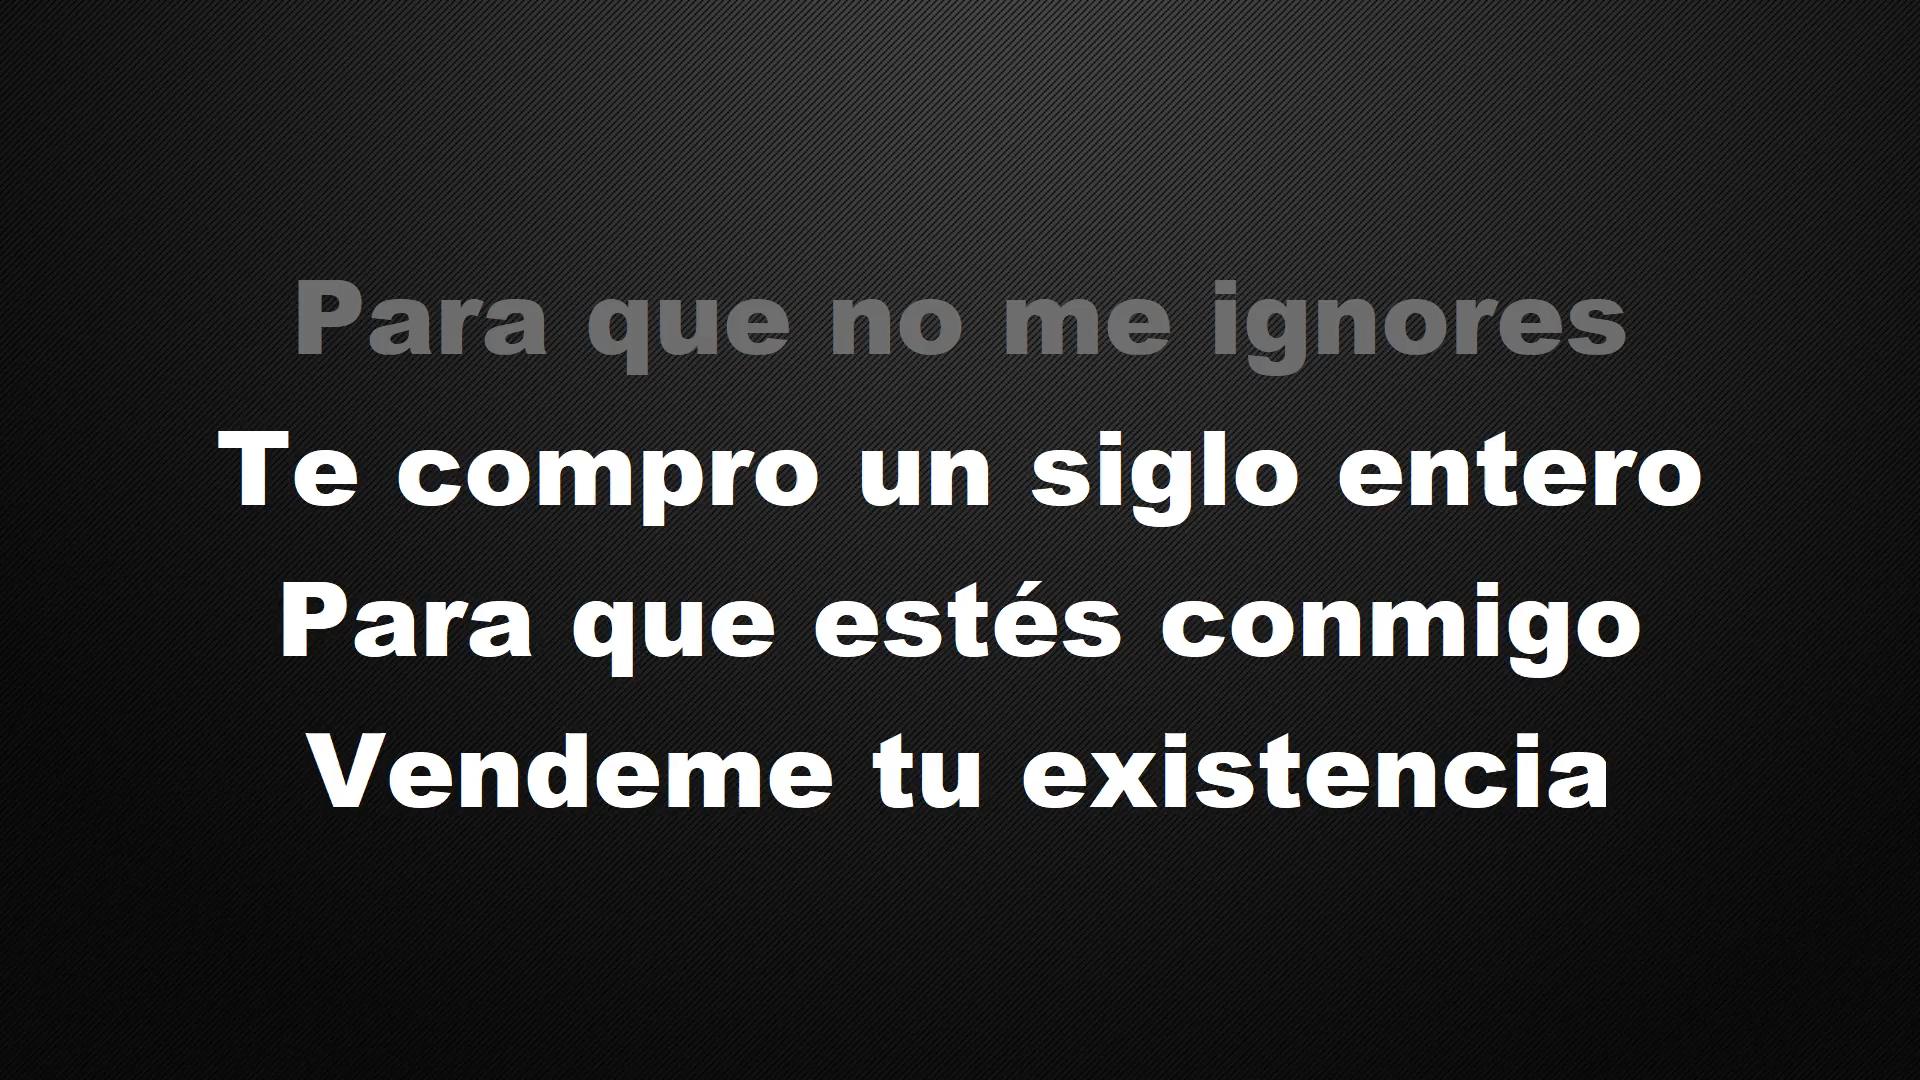 Para que no me ignores
Te compro un siglo entero
Para que estés conmigo
Vendeme tu existencia